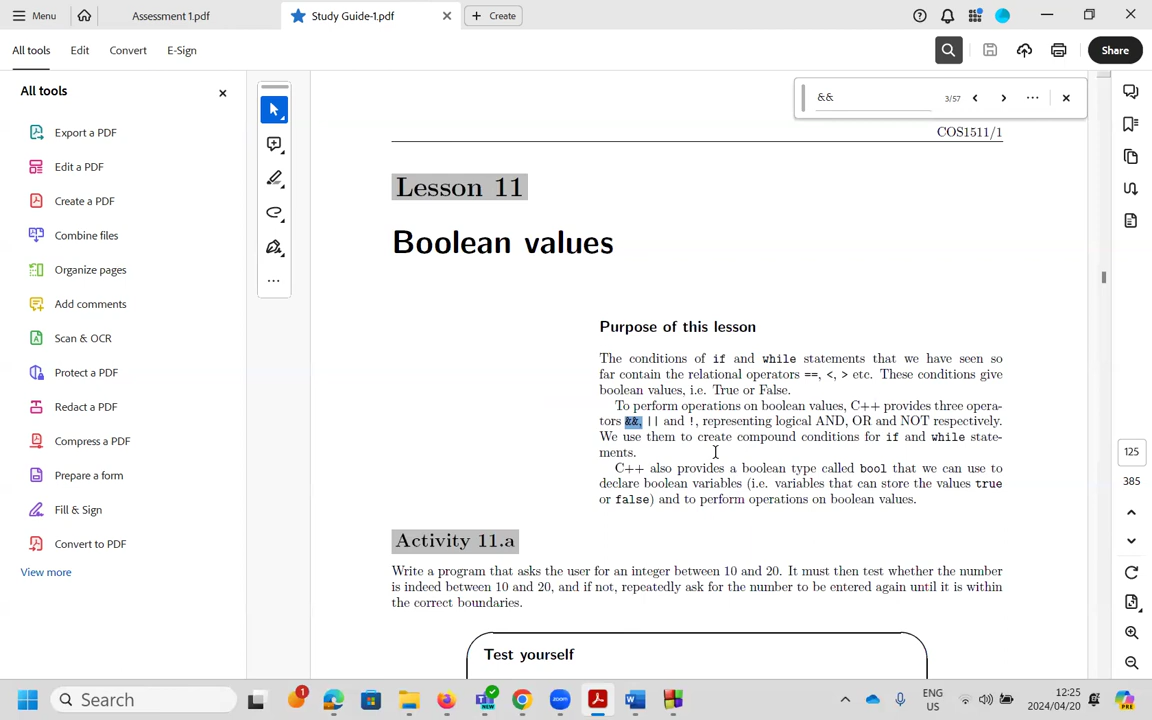 Menu
Assessment 1.pdf
Study Guide-1.pdf
Create
All tools
Edit
Convert
E-Sign
Share
All tools
&&
3/57
Export a PDF
Edit a PDF
Create a PDF
Combine files
Organize pages
Add comments
Scan & OCR
Protect a PDF
Redact a PDF
Compress a PDF
Prepare a form
Fill & Sign
Convert to PDF
View more
COS1511/1
Lesson 11
Boolean values
Purpose of this lesson
The conditions of if and while statements that we have seen so
far contain the relational operators ==, <, > etc. These conditions give
boolean values, i.e. True or False.
To perform operations on boolean values, C++ provides three opera-
tors &&, || and !, representing logical AND, OR and NOT respectively.
We use them to create compound conditions for if and while state-
ments.
C++ also provides a boolean type called bool that we can use to
declare boolean variables (i.e. variables that can store the values true
or false) and to perform operations on boolean values.
Activity 11.a
Write a program that asks the user for an integer between 10 and 20. It must then test whether the number
is indeed between 10 and 20, and if not, repeatedly ask for the number to be entered again until it is within
the correct boundaries.
Test yourself
125
385
Search
1
NEW
zoom
ENG
US
12:25
2024/04/20
PRE